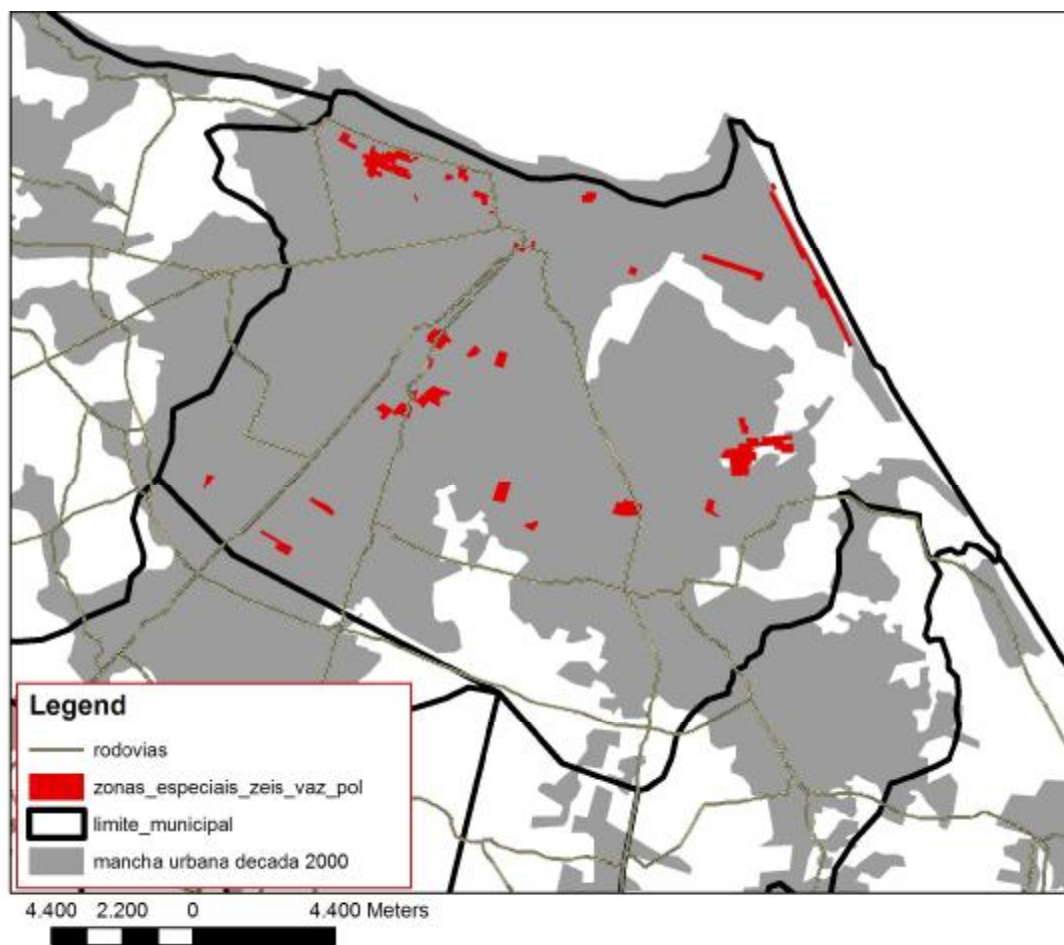 Legend
rodovias
zonas_especiais_zeis_vaz_pol
limite_municipal
mancha urbana decada 2000
4.400 2.200 0 4.400 Meters